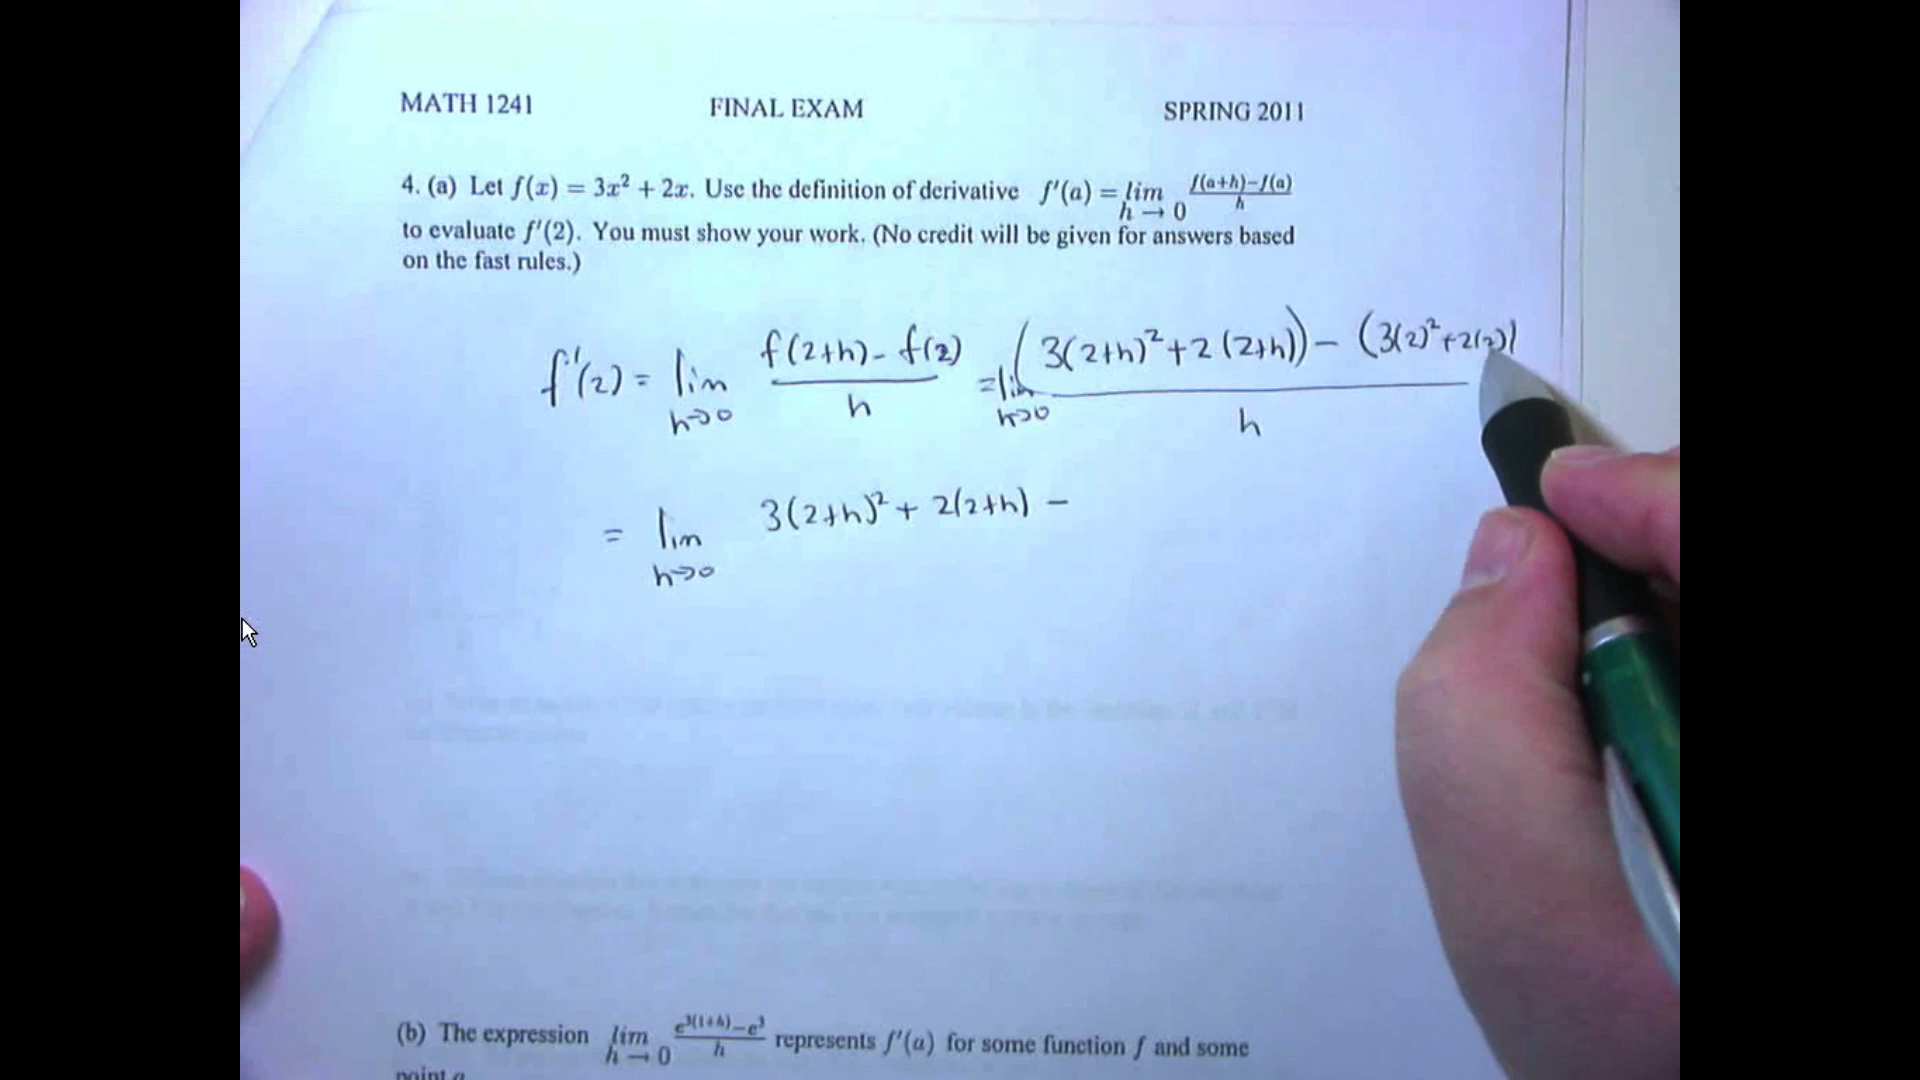 MATH 1241 FINAL EXAM SPRING 2011
4. (a) Let f(x) = 3x² + 2x. Use the definition of derivative f′(a) = lim h → 0 f(a+h)−f(a) / h
to evaluate f′(2). You must show your work. (No credit will be given for answers based
on the fast rules.)
f'(2) = lim h→0 f(2+h) - f(2) / h = lim h→0 (3(2+h)² + 2(2+h)) - (3(2)² + 2(2)) / h
= lim h→0 3(2+h)² + 2(2+h) -
(b) The expression lim h → 0 e³⁽¹⁺ʰ⁾−e³ / h represents f′(a) for some function f and some
point a